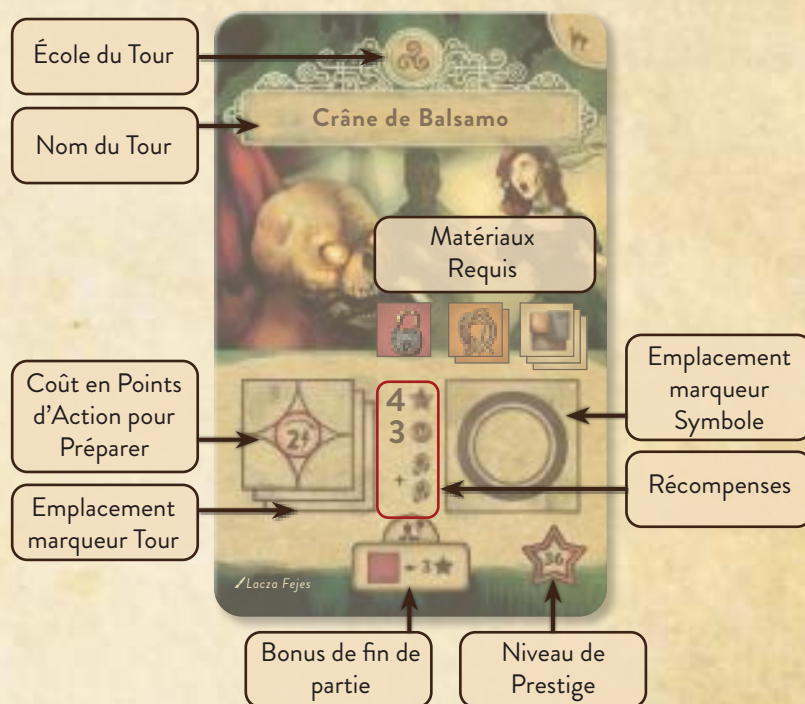 École du Tour
Nom du Tour
Crâne de Balsamo
Matériaux
Requis
Coût en Points
d'Action pour
Préparer
2
4
3
+
Emplacement
marqueur
Symbole
Récompenses
Emplacement
marqueur Tour
= 3
36
Lacza Fejes
Bonus de fin de
partie
Niveau de
Prestige